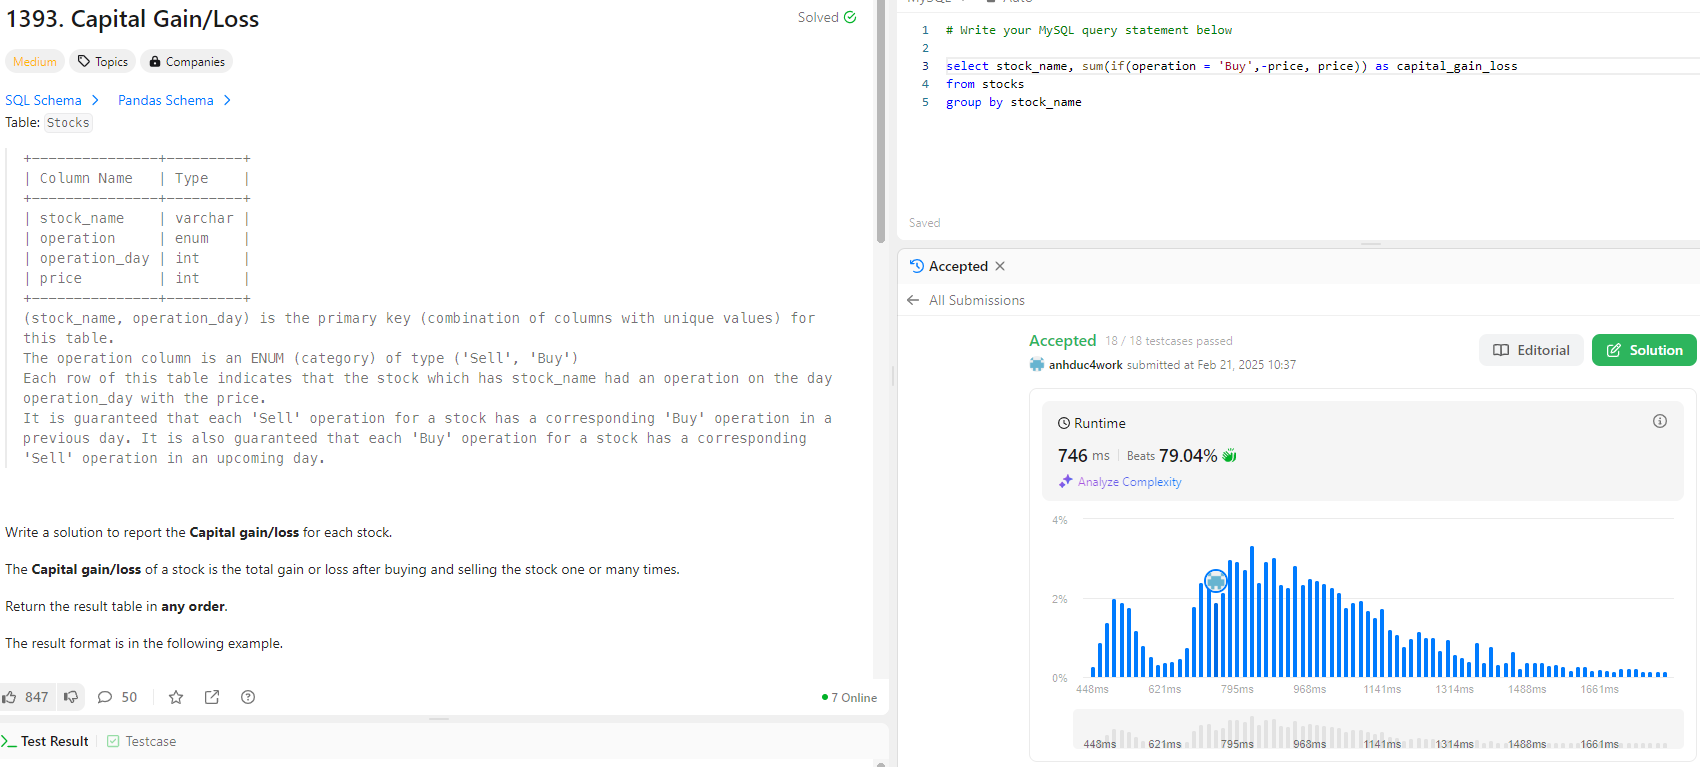 1393. Capital Gain/Loss
Solved
Medium
Topics
Companies
SQL Schema
Pandas Schema
Table: Stocks
+---------------+---------+
| Column Name   | Type    |
+---------------+---------+
| stock_name    | varchar |
| operation     | enum    |
| operation_day | int     |
| price         | int     |
+---------------+---------+
(stock_name, operation_day) is the primary key (combination of columns with unique values) for
this table.
The operation column is an ENUM (category) of type ('Sell', 'Buy')
Each row of this table indicates that the stock which has stock_name had an operation on the day
operation_day with the price.
It is guaranteed that each 'Sell' operation for a stock has a corresponding 'Buy' operation in a
previous day. It is also guaranteed that each 'Buy' operation for a stock has a corresponding
'Sell' operation in an upcoming day.
Write a solution to report the Capital gain/loss for each stock.
The Capital gain/loss of a stock is the total gain or loss after buying and selling the stock one or many times.
Return the result table in any order.
The result format is in the following example.
847
50
7 Online
Test Result
Testcase
MySQL
Auto
1 # Write your MySQL query statement below
2
3 select stock_name, sum(if(operation = 'Buy',-price, price)) as capital_gain_loss
4 from stocks
5 group by stock_name
Saved
Accepted
All Submissions
Accepted 18 / 18 testcases passed
anhduc4work submitted at Feb 21, 2025 10:37
Editorial
Solution
Runtime
746 ms Beats 79.04%
Analyze Complexity
4%
2%
0%
448ms 621ms 795ms 968ms 1141ms 1314ms 1488ms 1661ms
448ms 621ms 795ms 968ms 1141ms 1314ms 1488ms 1661ms